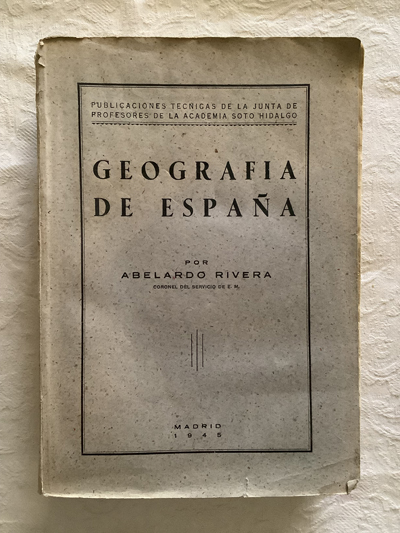 PUBLICACIONES TECNICAS DE LA JUNTA DE
PROFESORES DE LA ACADEMIA SOTO HIDALGO
GEOGRAFIA
DE ESPAÑA
POR
ABELARDO RIVERA
CORONEL DEL SERVICIO DE E. M.
MADRID
1945